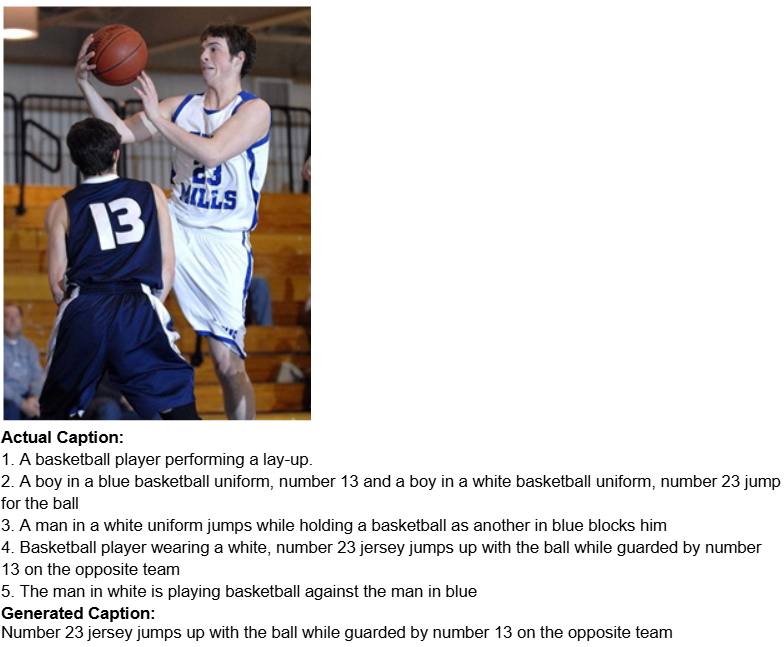 23
MILLS
13
Actual Caption:
1. A basketball player performing a lay-up.
2. A boy in a blue basketball uniform, number 13 and a boy in a white basketball uniform, number 23 jump
for the ball
3. A man in a white uniform jumps while holding a basketball as another in blue blocks him
4. Basketball player wearing a white, number 23 jersey jumps up with the ball while guarded by number
13 on the opposite team
5. The man in white is playing basketball against the man in blue
Generated Caption:
Number 23 jersey jumps up with the ball while guarded by number 13 on the opposite team